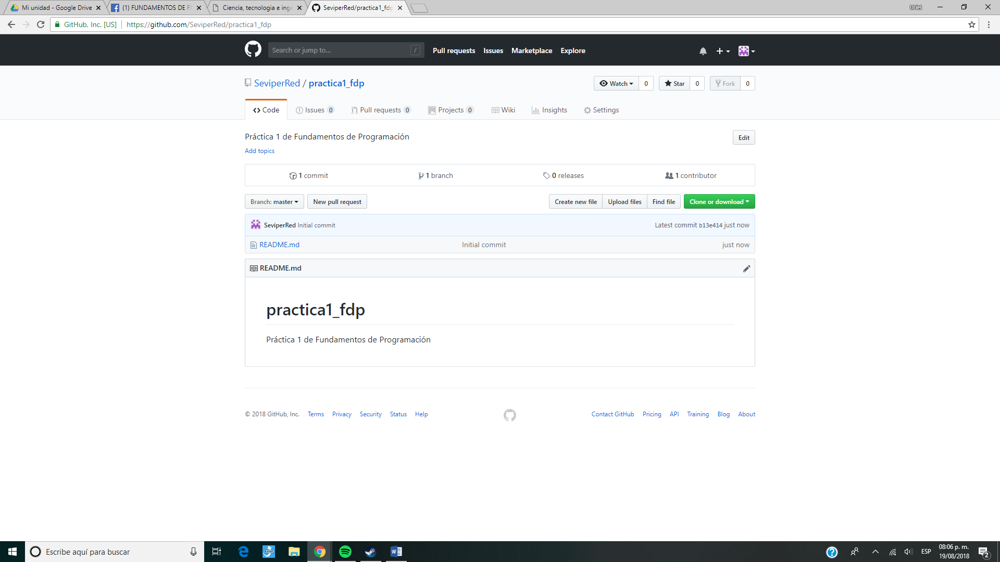 Mi unidad - Google Drive
(1) FUNDAMENTOS DE F
Ciencia, tecnologia e inge
SeviperRed/practica1_fdp
Uriel
GitHub, Inc. [US] https://github.com/SeviperRed/practica1_fdp
Search or jump to... / Pull requests Issues Marketplace Explore
SeviperRed / practica1_fdp
Watch 0 Star 0 Fork 0
Code Issues 0 Pull requests 0 Projects 0 Wiki Insights Settings
Práctica 1 de Fundamentos de Programación Edit
Add topics
1 commit 1 branch 0 releases 1 contributor
Branch: master New pull request Create new file Upload files Find file Clone or download
SeviperRed Initial commit Latest commit b13e414 just now
README.md Initial commit just now
README.md
practica1_fdp
Práctica 1 de Fundamentos de Programación
© 2018 GitHub, Inc. Terms Privacy Security Status Help Contact GitHub Pricing API Training Blog About
Escribe aquí para buscar
ESP
08:06 p. m.
19/08/2018
2